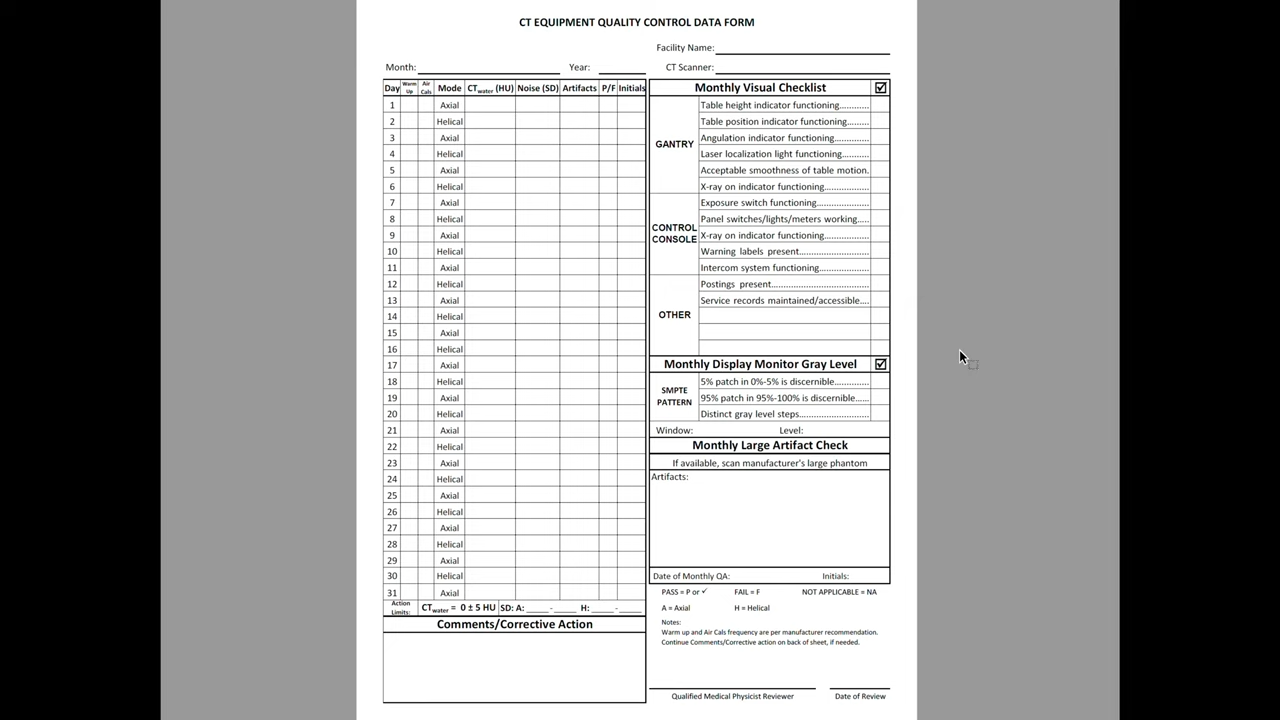 CT EQUIPMENT QUALITY CONTROL DATA FORM
Facility Name:
Month: Year: CT Scanner:
Day Warm Up Air Cals Mode CTwater (HU) Noise (SD) Artifacts P/F Initials
1 Axial
2 Helical
3 Axial
4 Helical
5 Axial
6 Helical
7 Axial
8 Helical
9 Axial
10 Helical
11 Axial
12 Helical
13 Axial
14 Helical
15 Axial
16 Helical
17 Axial
18 Helical
19 Axial
20 Helical
21 Axial
22 Helical
23 Axial
24 Helical
25 Axial
26 Helical
27 Axial
28 Helical
29 Axial
30 Helical
31 Axial
Action Limits: CTwater = 0 ± 5 HU SD: A: _____ - _____ H: _____ - _____
Comments/Corrective Action
Monthly Visual Checklist ☑
GANTRY
Table height indicator functioning...........
Table position indicator functioning........
Angulation indicator functioning............
Laser localization light functioning..........
Acceptable smoothness of table motion.
X-ray on indicator functioning................
CONTROL CONSOLE
Exposure switch functioning...................
Panel switches/lights/meters working.....
X-ray on indicator functioning................
Warning labels present.........................
Intercom system functioning..................
OTHER
Postings present...................................
Service records maintained/accessible....
Monthly Display Monitor Gray Level ☑
SMPTE PATTERN
5% patch in 0%-5% is discernible............
95% patch in 95%-100% is discernible.....
Distinct gray level steps.........................
Window: Level:
Monthly Large Artifact Check
If available, scan manufacturer's large phantom
Artifacts:
Date of Monthly QA: Initials:
PASS = P or ✓ FAIL = F NOT APPLICABLE = NA
A = Axial H = Helical
Notes:
Warm up and Air Cals frequency are per manufacturer recommendation.
Continue Comments/Corrective action on back of sheet, if needed.
Qualified Medical Physicist Reviewer Date of Review